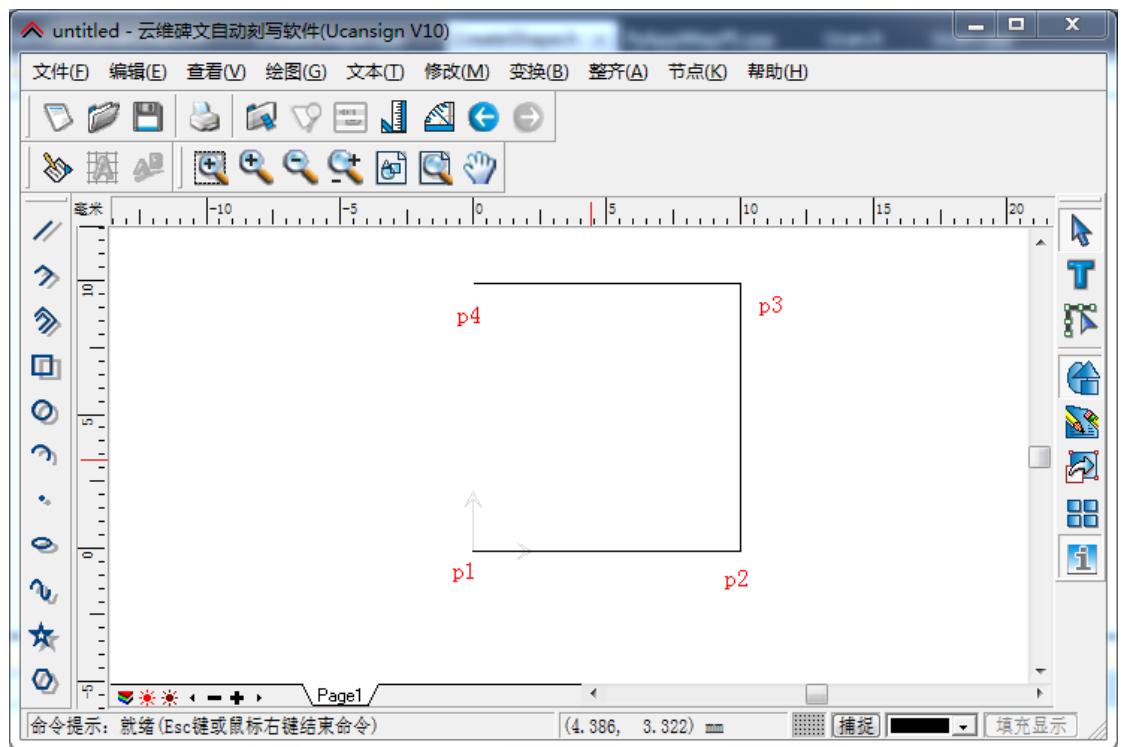 untitled - 云维碑文自动刻写软件(Ucansign V10)
文件(F) 编辑(E) 查看(V) 绘图(G) 文本(T) 修改(M) 变换(B) 整齐(A) 节点(K) 帮助(H)
毫米 -10 -5 0 5 10 15 20
10
p4
p3
5
0
p1
p2
-5
Page1
命令提示: 就绪(Esc键或鼠标右键结束命令) (4.386, 3.322) mm 捕捉 填充显示